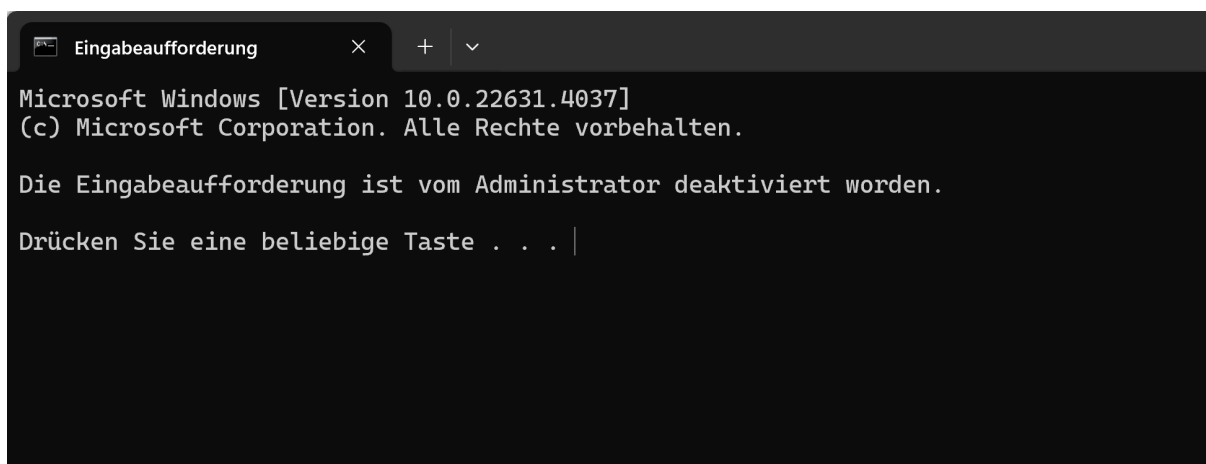 Eingabeaufforderung
Microsoft Windows [Version 10.0.22631.4037]
(c) Microsoft Corporation. Alle Rechte vorbehalten.
Die Eingabeaufforderung ist vom Administrator deaktiviert worden.
Drücken Sie eine beliebige Taste . . .